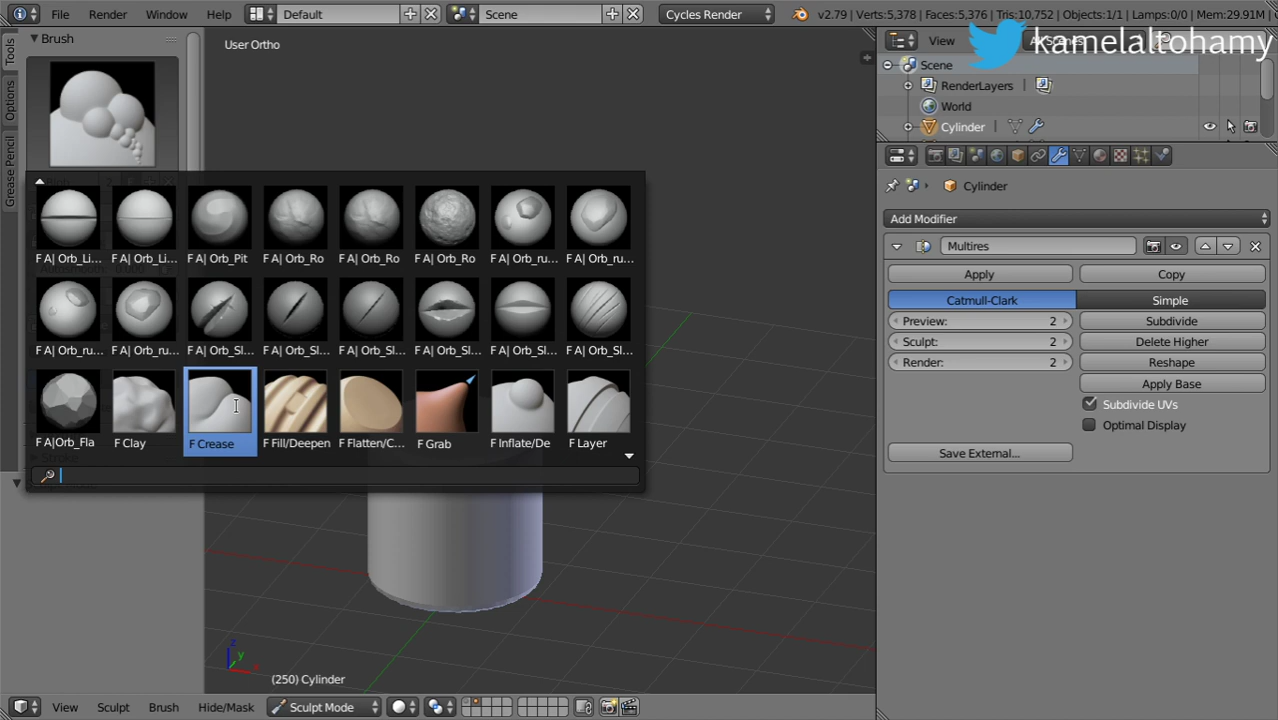 File Render Window Help Default Scene Cycles Render v2.79 | Verts:5,378 | Faces:5,376 | Tris:10,752 | Objects:1/1 | Lamps:0/0 | Mem:29.91M
kamelaltohamy
Brush
User Ortho
View
Tools
Options
Grease Pencil
Scene
RenderLayers
World
Cylinder
Cylinder
Add Modifier
Multires
Apply Copy
Catmull-Clark Simple
Preview: 2 Subdivide
Sculpt: 2 Delete Higher
Render: 2 Reshape
Apply Base
Subdivide UVs
Optimal Display
Save External...
F A| Orb_Li... F A| Orb_Li... F A| Orb_Pit F A| Orb_Ro F A| Orb_Ro F A| Orb_Ro F A| Orb_ru... F A| Orb_ru...
F A| Orb_ru... F A| Orb_ru... F A| Orb_Sl... F A| Orb_Sl... F A| Orb_Sl... F A| Orb_Sl... F A| Orb_Sl... F A| Orb_Sl...
F A|Orb_Fla F Clay F Crease F Fill/Deepen F Flatten/C... F Grab F Inflate/De F Layer
(250) Cylinder
View Sculpt Brush Hide/Mask Sculpt Mode